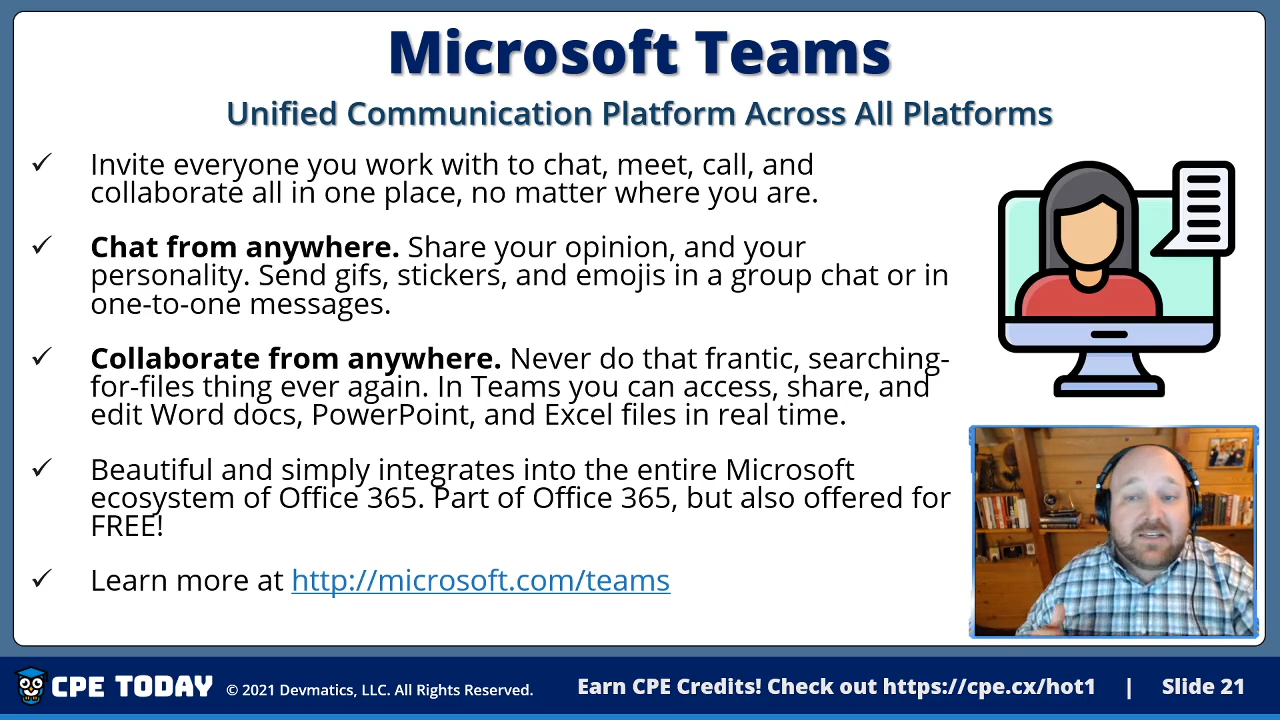 Microsoft Teams
Unified Communication Platform Across All Platforms
✓ Invite everyone you work with to chat, meet, call, and
collaborate all in one place, no matter where you are.
✓ Chat from anywhere. Share your opinion, and your
personality. Send gifs, stickers, and emojis in a group chat or in
one-to-one messages.
✓ Collaborate from anywhere. Never do that frantic, searching-
for-files thing ever again. In Teams you can access, share, and
edit Word docs, PowerPoint, and Excel files in real time.
✓ Beautiful and simply integrates into the entire Microsoft
ecosystem of Office 365. Part of Office 365, but also offered for
FREE!
✓ Learn more at http://microsoft.com/teams
CPE TODAY © 2021 Devmatics, LLC. All Rights Reserved. Earn CPE Credits! Check out https://cpe.cx/hot1 | Slide 21